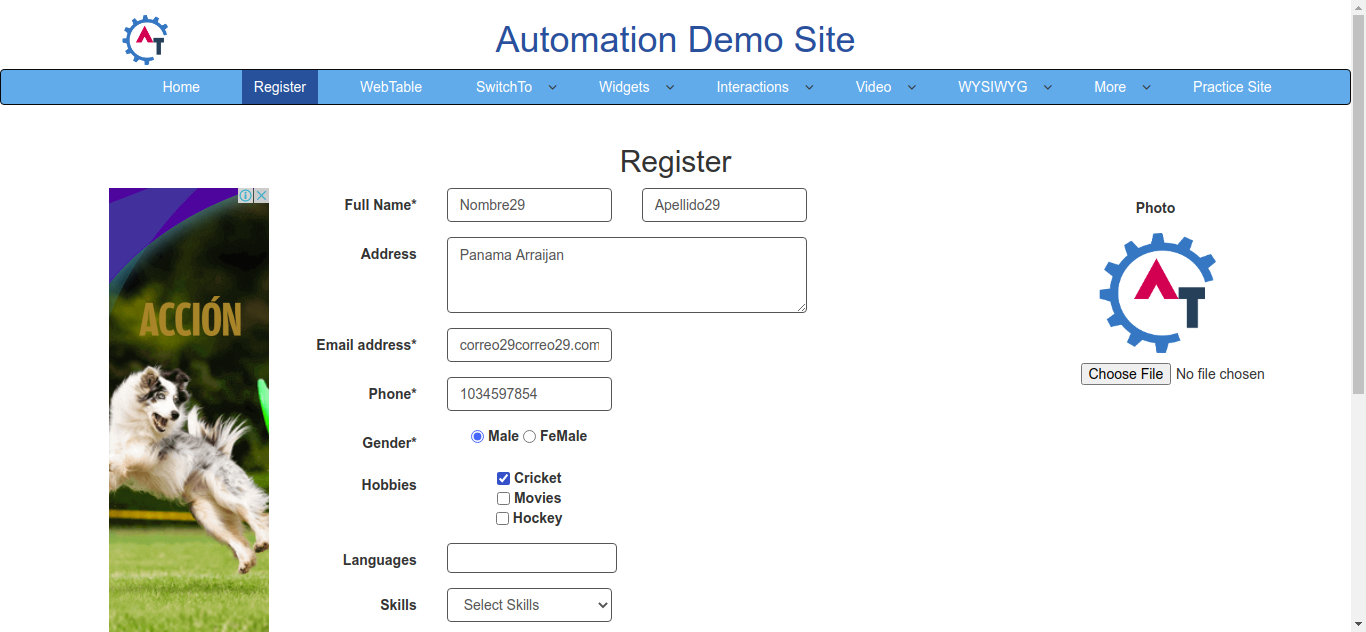 AT
Automation Demo Site
Home Register WebTable SwitchTo Widgets Interactions Video WYSIWYG More Practice Site
Register
ACCIÓN
Full Name* Nombre29 Apellido29
Photo
Address Panama Arraijan
AT
Email address* correo29correo29.com
Phone* 1034597854
Choose File No file chosen
Gender* Male FeMale
Hobbies Cricket
Movies
Hockey
Languages
Skills Select Skills